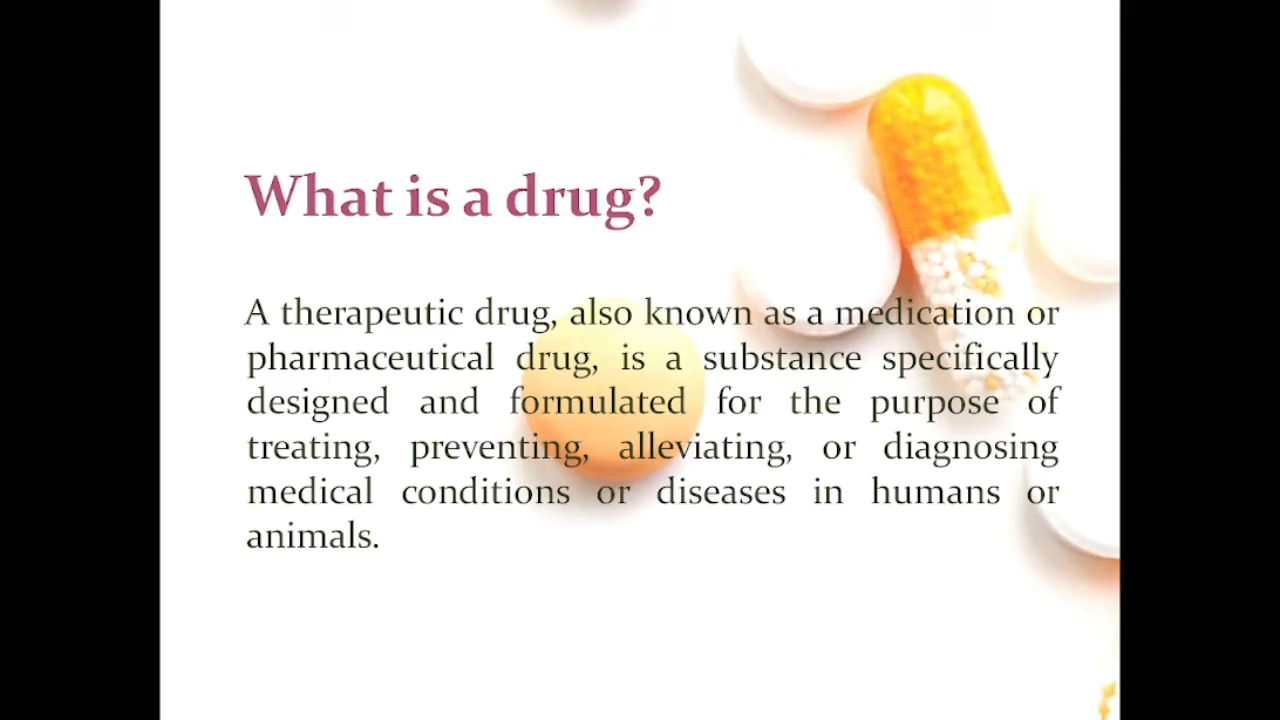 What is a drug?
A therapeutic drug, also known as a medication or
pharmaceutical drug, is a substance specifically
designed and formulated for the purpose of
treating, preventing, alleviating, or diagnosing
medical conditions or diseases in humans or
animals.